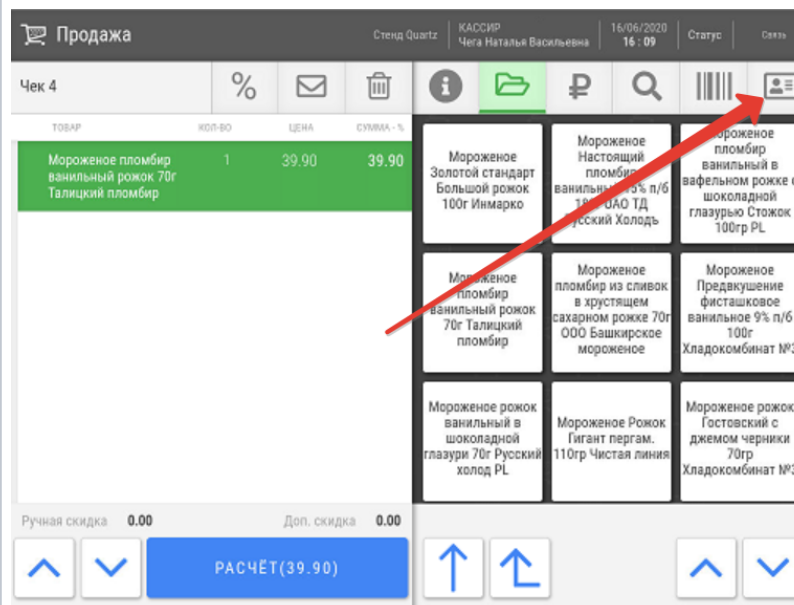 Продажа
Стенд Quartz
КАССИР
Чега Наталья Васильевна
16/06/2020
16 : 09
Статус
Связь
Чек 4
%
ТОВАР КОЛ-ВО ЦЕНА СУММА - %
Мороженое пломбир
ванильный рожок 70г
Талицкий пломбир
1 39.90 39.90
Мороженое
Золотой стандарт
Большой рожок
100г Инмарко
Мороженое
Настоящий
пломбир
ванильный 15% п/б
ОАО ТД
Русский Холодъ
Мороженое
пломбир
ванильный в
вафельном рожке с
шоколадной
глазурью Стожок
100гр PL
Мороженое
пломбир
ванильный рожок
70г Талицкий
пломбир
Мороженое
пломбир из сливок
в хрустящем
сахарном рожке 70г
ООО Башкирское
мороженое
Мороженое
Предвкушение
фисташковое
ванильное 9% п/б
100г
Хладокомбинат №3
Мороженое рожок
ванильный в
шоколадной
глазури 70г Русский
холод PL
Мороженое Рожок
Гигант пергам.
110гр Чистая линия
Мороженое рожок
Гостовский с
джемом черники
70гр
Хладокомбинат №3
Ручная скидка 0.00 Доп. скидка 0.00
РАСЧЁТ(39.90)